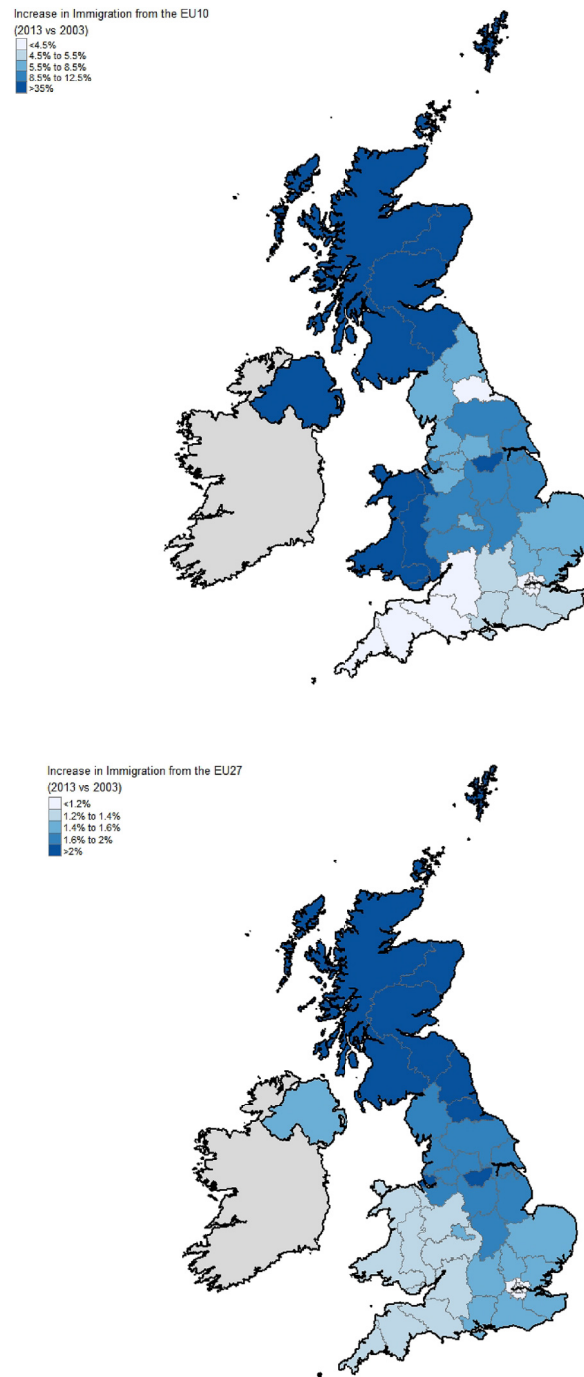 Increase in Immigration from the EU10
(2013 vs 2003)
<4.5%
4.5% to 5.5%
5.5% to 8.5%
8.5% to 12.5%
>35%
Increase in Immigration from the EU27
(2013 vs 2003)
<1.2%
1.2% to 1.4%
1.4% to 1.6%
1.6% to 2%
>2%